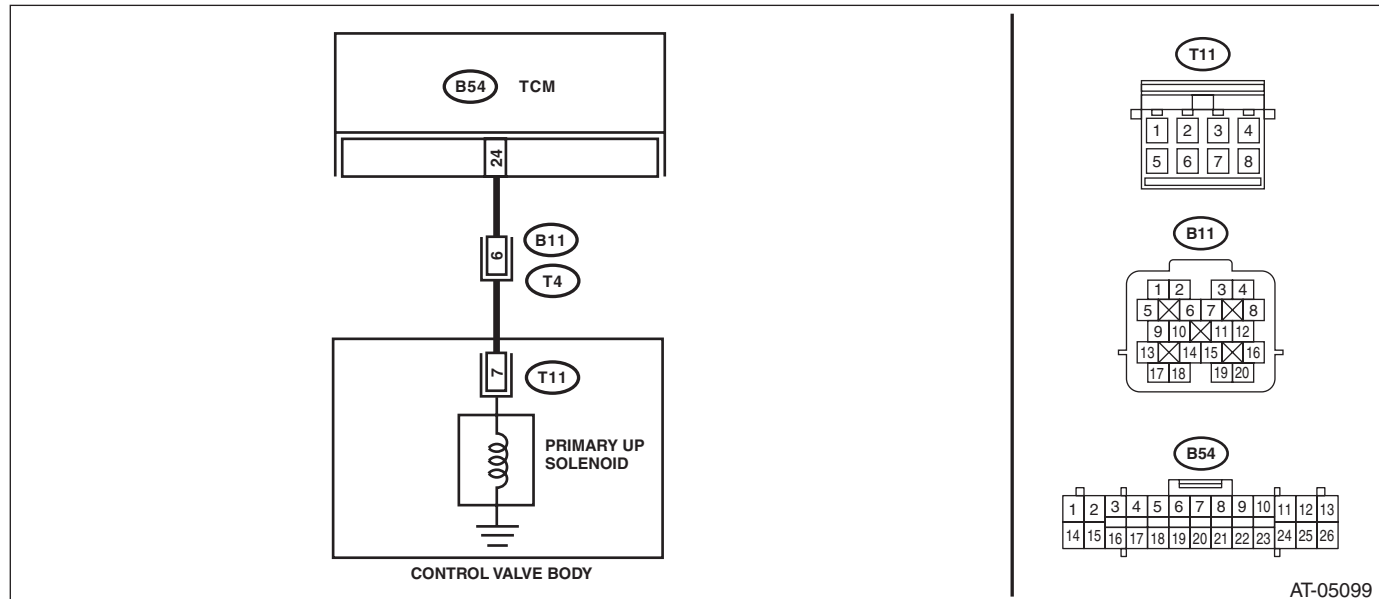 B54 TCM
24
6
B11
T4
7
T11
PRIMARY UP
SOLENOID
CONTROL VALVE BODY
T11
1 2 3 4
5 6 7 8
B11
1 2 3 4
5 6 7 8
9 10 11 12
13 14 15 16
17 18 19 20
B54
1 2 3 4 5 6 7 8 9 10 11 12 13
14 15 16 17 18 19 20 21 22 23 24 25 26
AT-05099